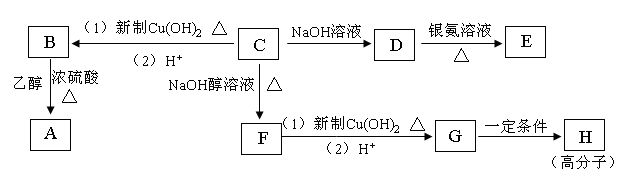 B (1)新制Cu(OH)₂ △ (2)H⁺ C NaOH溶液 D 银氨溶液 △ E
乙醇 浓硫酸 △ NaOH醇溶液 △
A F (1)新制Cu(OH)₂ △ (2)H⁺ G 一定条件 H
(高分子)